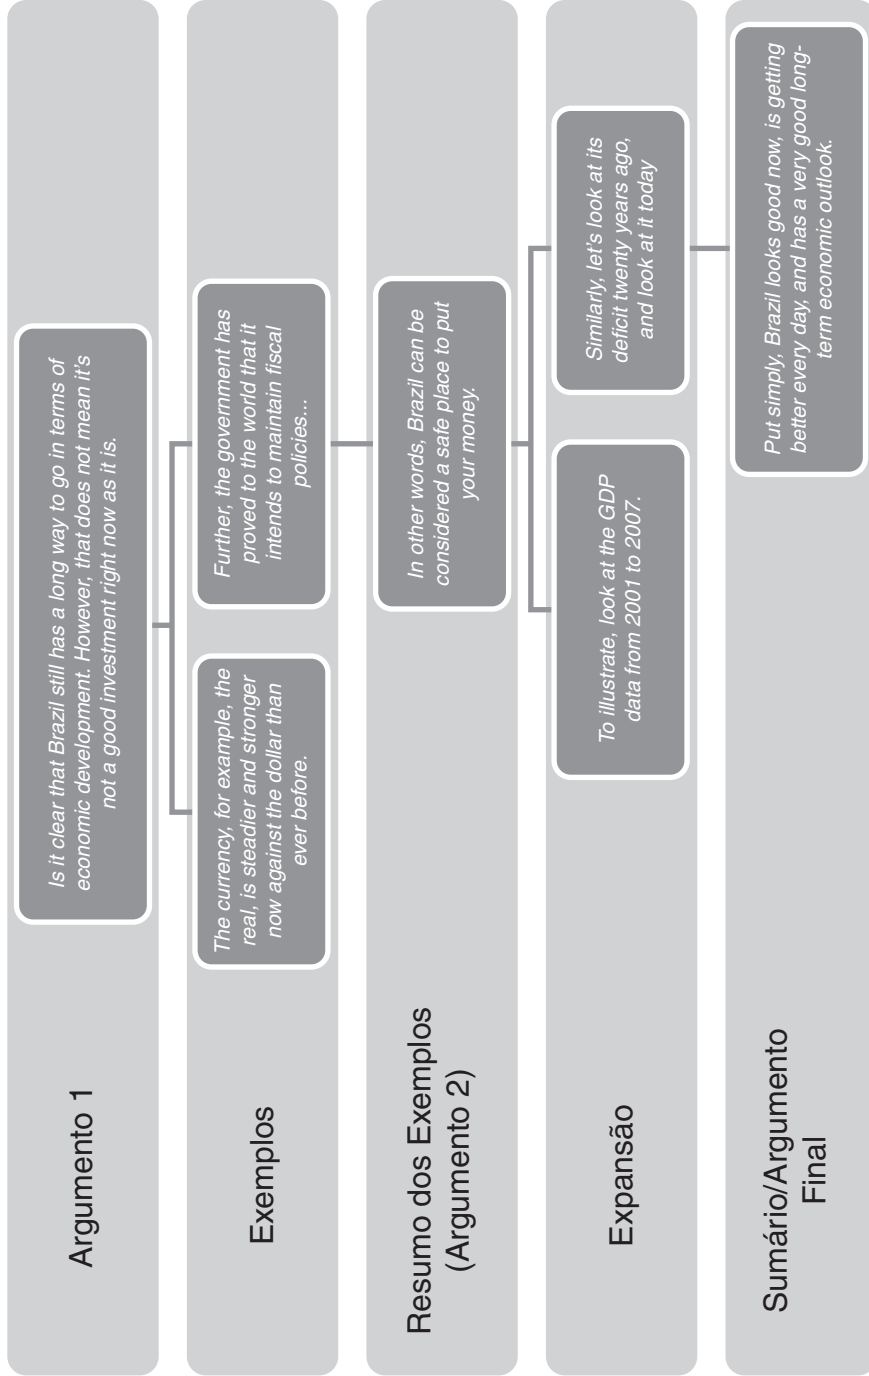 Argumento 1
Is it clear that Brazil still has a long way to go in terms of
economic development. However, that does not mean it's
not a good investment right now as it is.
Exemplos
The currency, for example, the
real, is steadier and stronger
now against the dollar than
ever before.
Further, the government has
proved to the world that it
intends to maintain fiscal
policies...
Resumo dos Exemplos
(Argumento 2)
In other words, Brazil can be
considered a safe place to put
your money.
Expansão
To illustrate, look at the GDP
data from 2001 to 2007.
Similarly, let's look at its
deficit twenty years ago,
and look at it today
Sumário/Argumento
Final
Put simply, Brazil looks good now, is getting
better every day, and has a very good long-
term economic outlook.